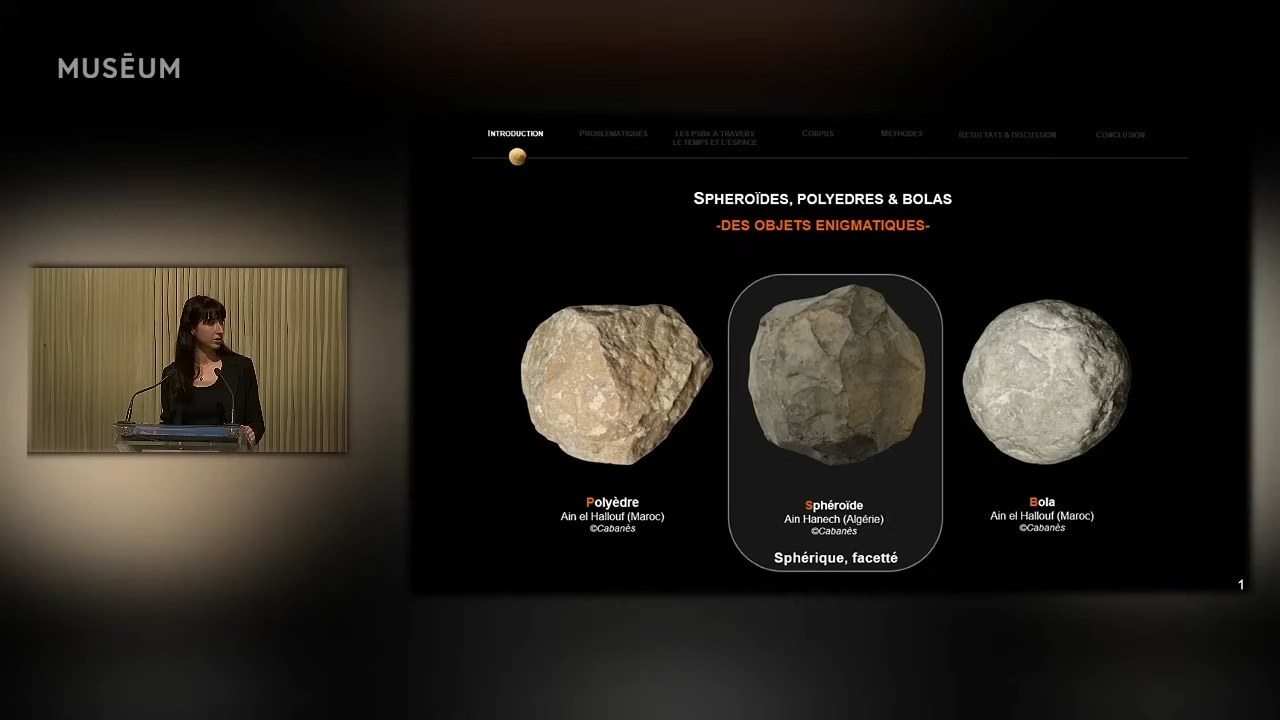 MUSĒUM
INTRODUCTION
PROBLEMATIQUES
LES PSBS A TRAVERS
LE TEMPS ET L'ESPACE
CORPUS
METHODES
RESULTATS & DISCUSSION
CONCLUSION
SPHEROÏDES, POLYEDRES & BOLAS
-DES OBJETS ENIGMATIQUES-
Polyèdre
Ain el Hallouf (Maroc)
©Cabanès
Sphéroïde
Ain Hanech (Algérie)
©Cabanès
Sphérique, facetté
Bola
Ain el Hallouf (Maroc)
©Cabanès
1